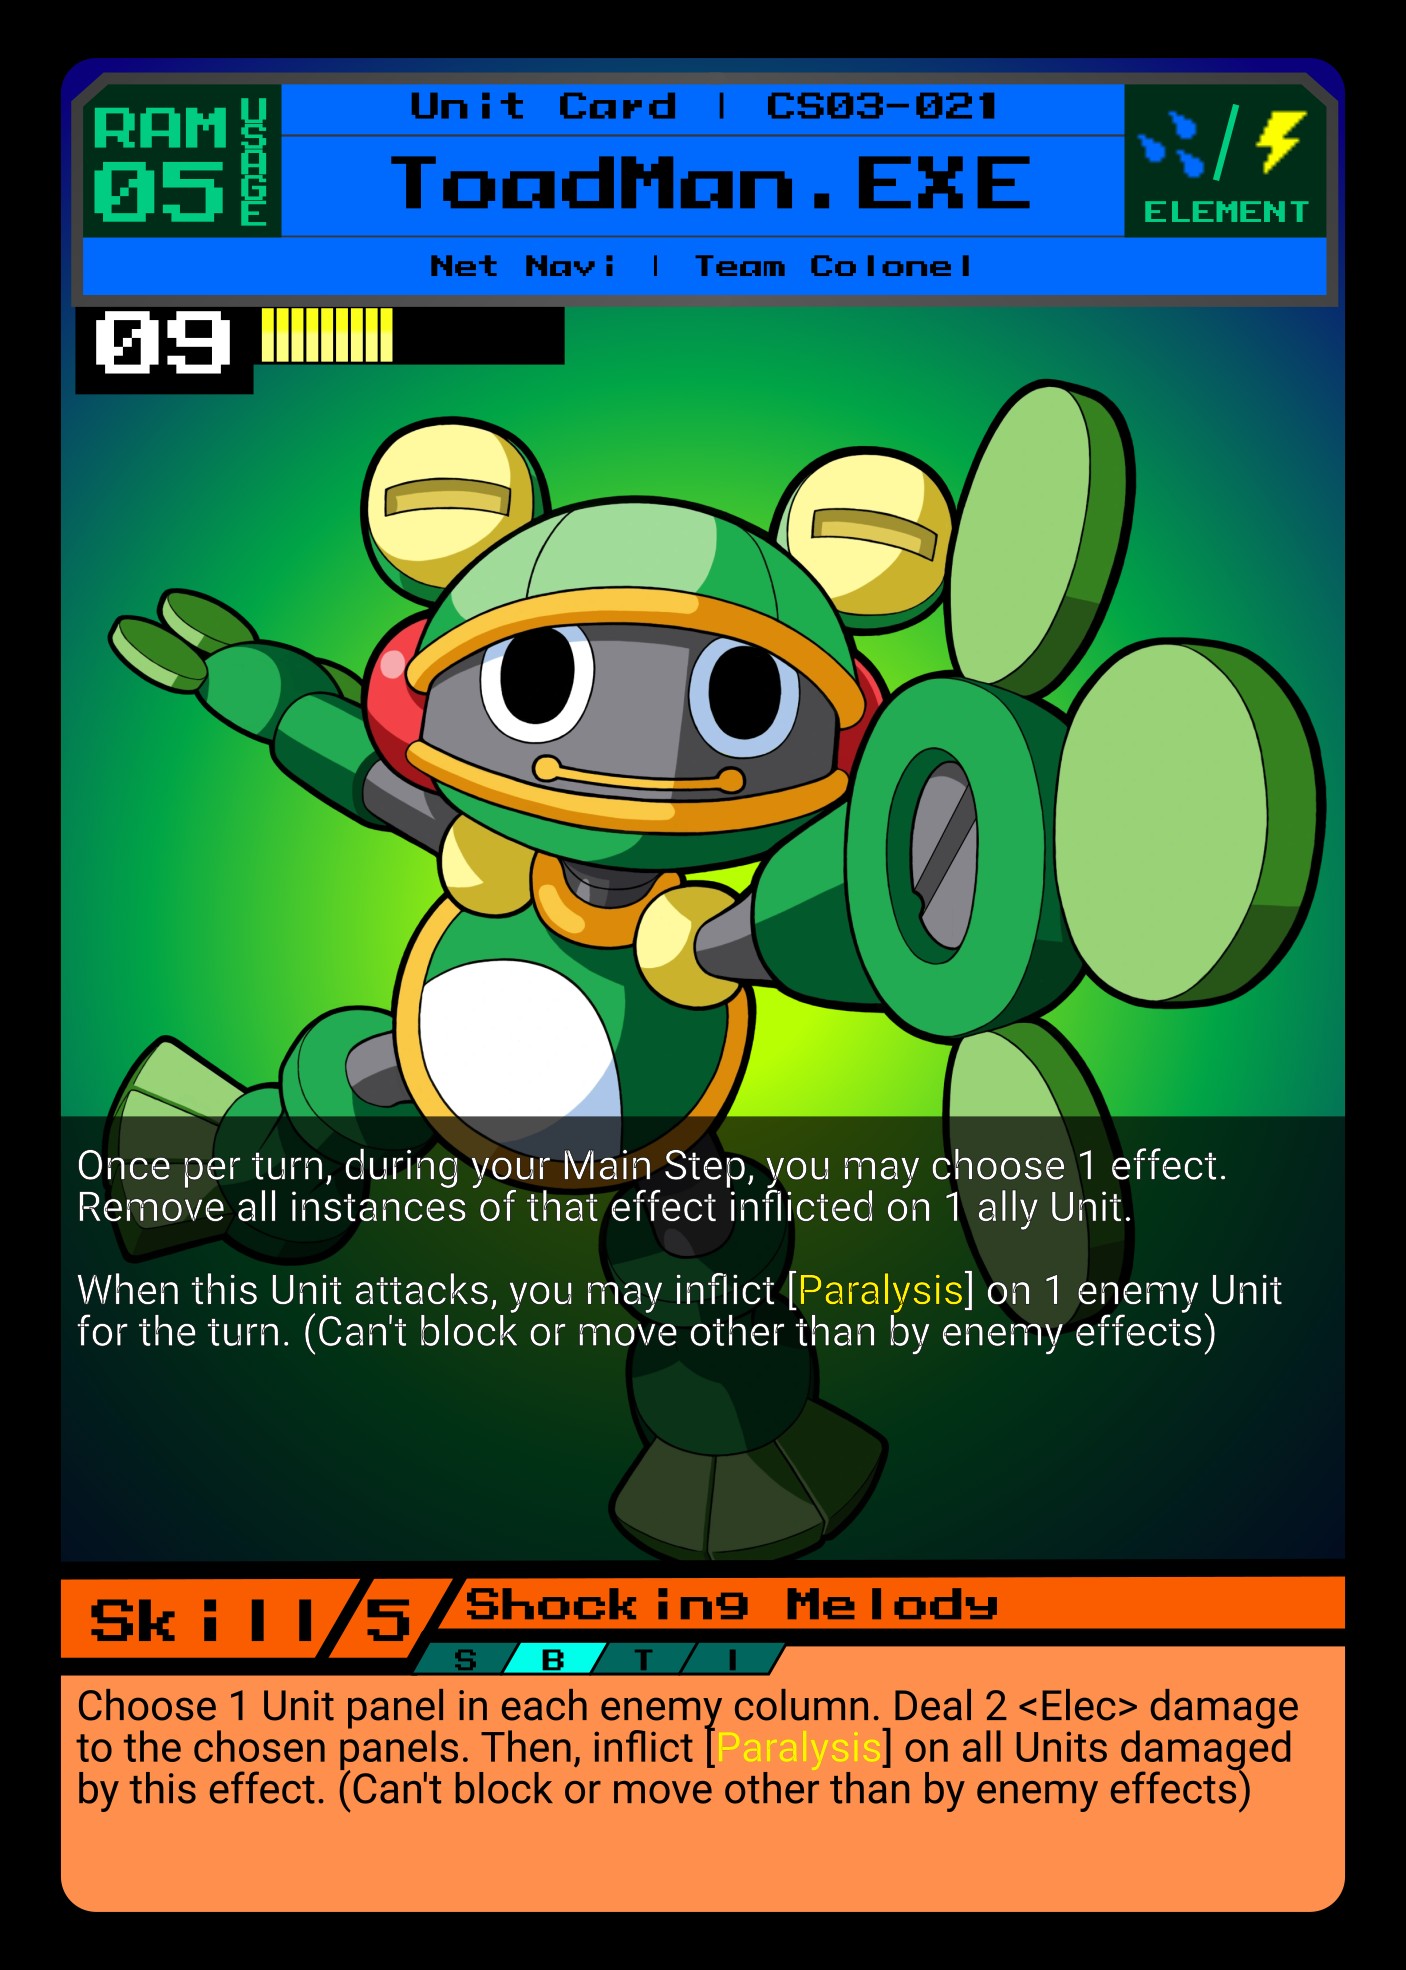 RAM
05
USAGE
Unit Card | CS03-021
ToadMan.EXE
ELEMENT
Net Navi | Team Colonel
09
Once per turn, during your Main Step, you may choose 1 effect.
Remove all instances of that effect inflicted on 1 ally Unit.
When this Unit attacks, you may inflict [Paralysis] on 1 enemy Unit
for the turn. (Can't block or move other than by enemy effects)
Skill/5 Shocking Melody
S B T I
Choose 1 Unit panel in each enemy column. Deal 2 <Elec> damage
to the chosen panels. Then, inflict [Paralysis] on all Units damaged
by this effect. (Can't block or move other than by enemy effects)